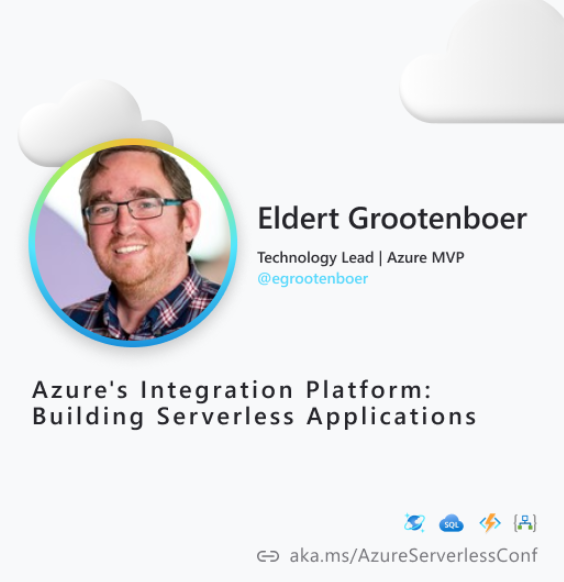 Eldert Grootenboer
Technology Lead | Azure MVP
@egrootenboer
Azure's Integration Platform:
Building Serverless Applications
SQL
aka.ms/AzureServerlessConf